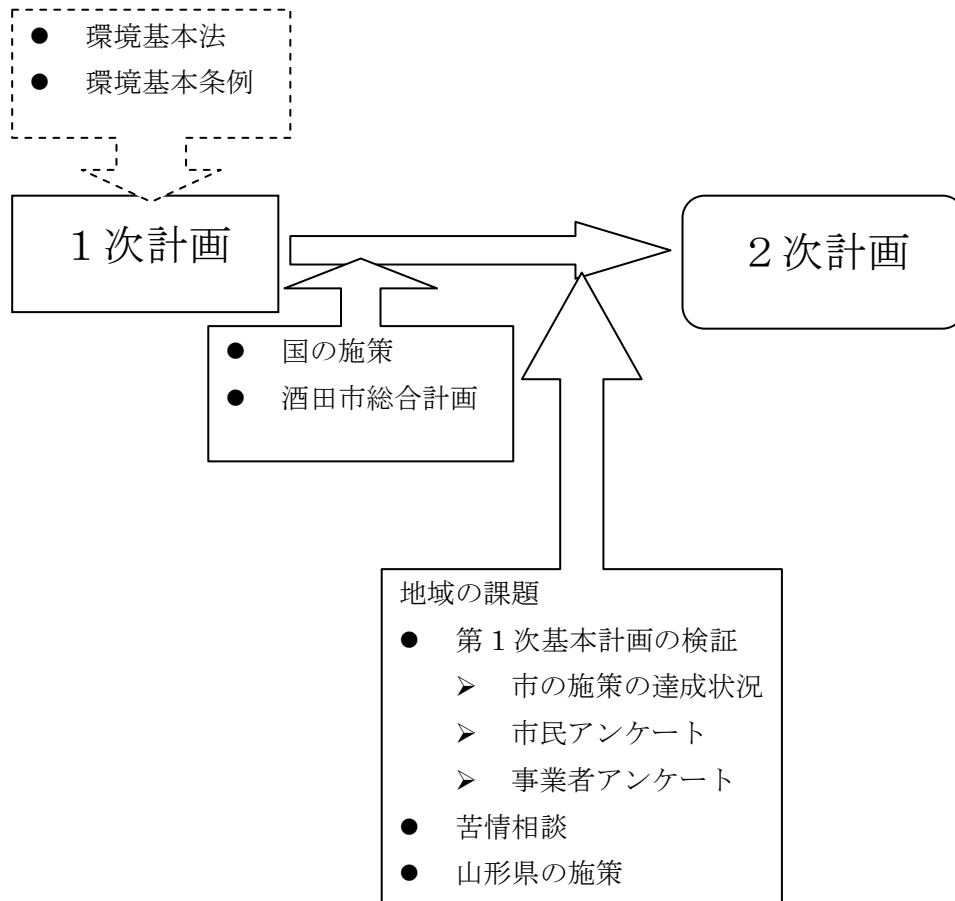 ● 環境基本法
● 環境基本条例
１次計画
２次計画
● 国の施策
● 酒田市総合計画
地域の課題
● 第１次基本計画の検証
➢ 市の施策の達成状況
➢ 市民アンケート
➢ 事業者アンケート
● 苦情相談
● 山形県の施策